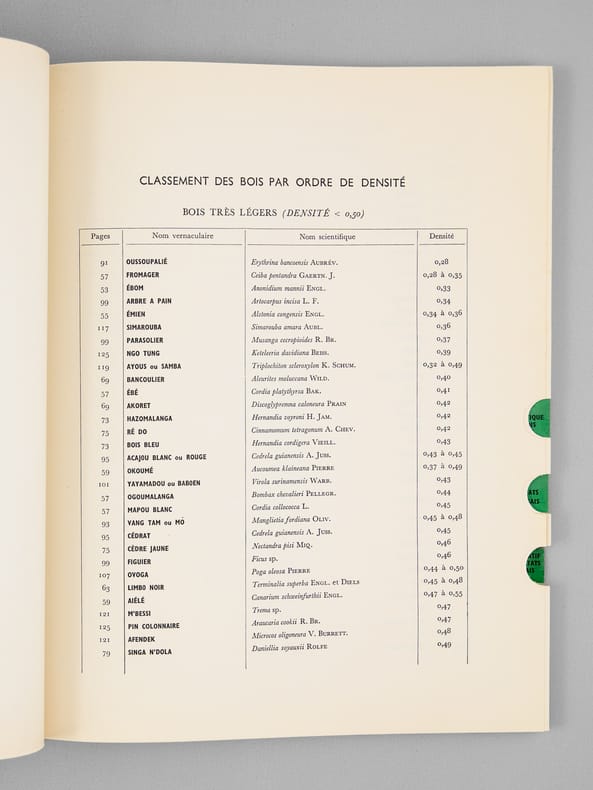 CLASSEMENT DES BOIS PAR ORDRE DE DENSITÉ
BOIS TRÈS LÉGERS (DENSITÉ < 0,50)
Pages Nom vernaculaire Nom scientifique Densité
91 OUSSOUPALIÉ Erythrina bancoensis AUBRÉV. 0,28
57 FROMAGER Ceiba pentandra GAERTN. J. 0,28 à 0,35
53 ÉBOM Anonidium mannii ENGL. 0,33
99 ARBRE A PAIN Artocarpus incisa L. F. 0,34
55 ÉMIEN Alstonia congensis ENGL. 0,34 à 0,36
117 SIMAROUBA Simarouba amara AUBL. 0,36
99 PARASOLIER Musanga cecropioides R. BR. 0,37
125 NGO TUNG Keteleeria davidiana BEISS. 0,39
119 AYOUS ou SAMBA Triplochiton scleroxylon K. SCHUM. 0,32 à 0,49
69 BANCOULIER Aleurites moluccana WILD. 0,40
57 ÉBÉ Cordia platythyrsa BAK. 0,41
69 AKORET Discoglypremna caloneura PRAIN 0,42
73 HAZOMALANGA Hernandia voyroni H. JAM. 0,42
75 RÉ DO Cinnamomum tetragonum A. CHEV. 0,42
73 BOIS BLEU Hernandia cordigera VIEILL. 0,43
95 ACAJOU BLANC ou ROUGE Cedrela guianensis A. JUSS. 0,43 à 0,45
59 OKOUMÉ Aucoumea klaineana PIERRE 0,37 à 0,49
101 YAYAMADOU ou BABOEN Virola surinamensis WARB. 0,43
57 OGOUMALANGA Bombax chevalieri PELLEGR. 0,44
57 MAPOU BLANC Cordia collococca L. 0,45
93 VANG TAM ou MÒ Manglietia fordiana OLIV. 0,45 à 0,48
95 CÉDRAT Cedrela guianensis A. JUSS. 0,45
75 CÈDRE JAUNE Nectandra pisi MIQ. 0,46
99 FIGUIER Ficus sp. 0,46
107 OVOGA Poga oleosa PIERRE 0,44 à 0,50
63 LIMBO NOIR Terminalia superba ENGL. et DIELS 0,45 à 0,48
59 AIÉLÉ Canarium schweinfurthii ENGL. 0,47 à 0,55
121 M'BESSI Trema sp. 0,47
125 PIN COLONNAIRE Araucaria cookii R. BR. 0,47
121 AFENDEK Microcos oligoneura V. BURRETT. 0,48
79 SINGA N'DOLA Daniellia soyauxii ROLFE 0,49